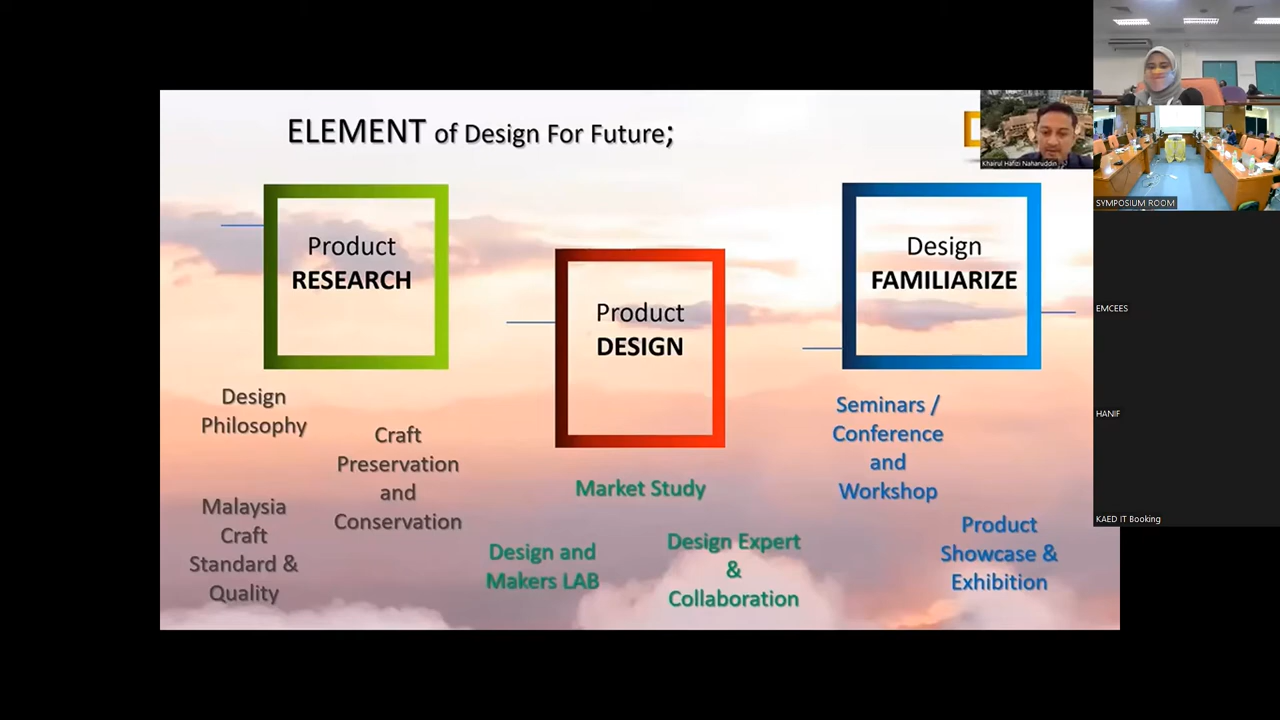 ELEMENT of Design For Future;
Product
RESEARCH
Product
DESIGN
Design
FAMILIARIZE
Design
Philosophy
Craft
Preservation
and
Conservation
Malaysia
Craft
Standard &
Quality
Market Study
Design and
Makers LAB
Design Expert
&
Collaboration
Seminars /
Conference
and
Workshop
Product
Showcase &
Exhibition
Khairul Hafizi Naharuddin
SYMPOSIUM ROOM
EMCEES
HANIF
KAED IT Booking